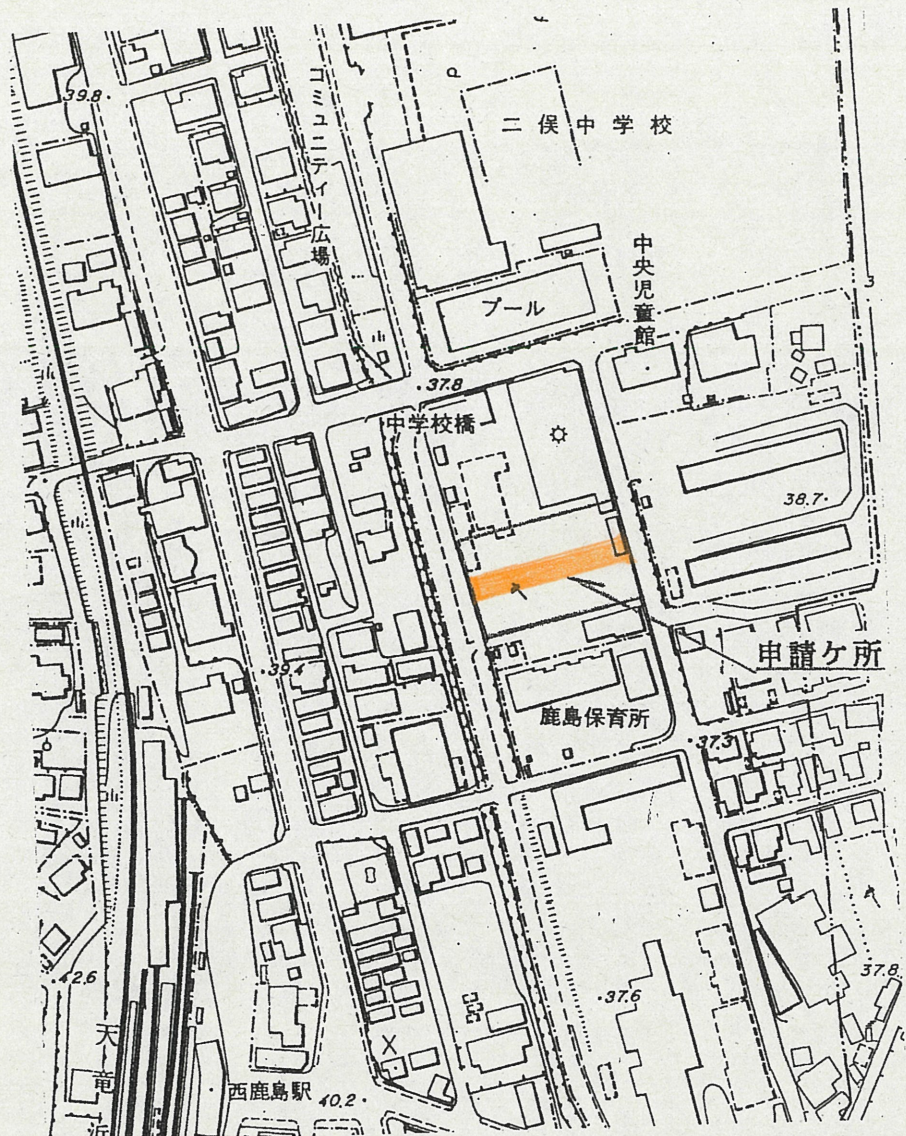 39.8
コミュニティー広場
二俣中学校
中央児童館
プール
3
37.8
中学校橋
38.7
申請ケ所
39.4
鹿島保育所
37.3
42.6
37.6
37.8
天竜浜
西鹿島駅
40.2